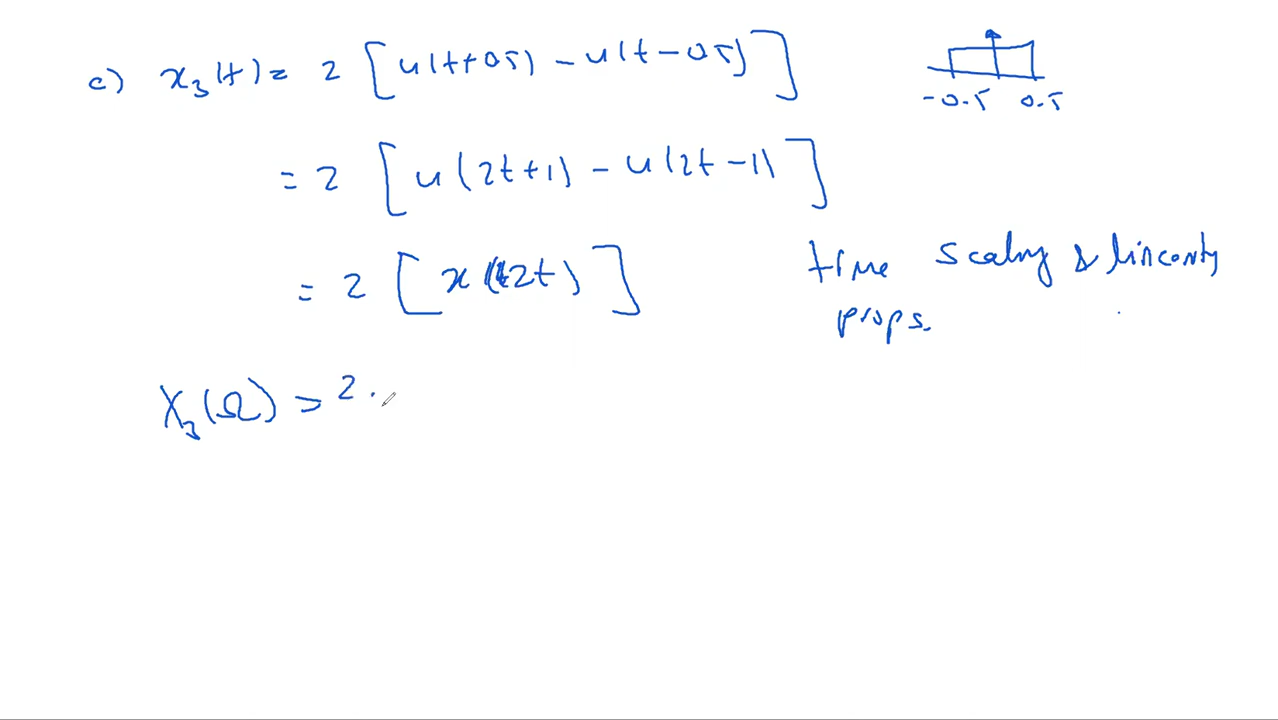 c) x₃(t) = 2 [u(t+0.5) − u(t−0.5)]
-0.5 0.5
= 2 [u(2t+1) − u(2t−1)]
= 2 [x(2t)] time scaling & linearity
props.
X₃(Ω) = 2 ·